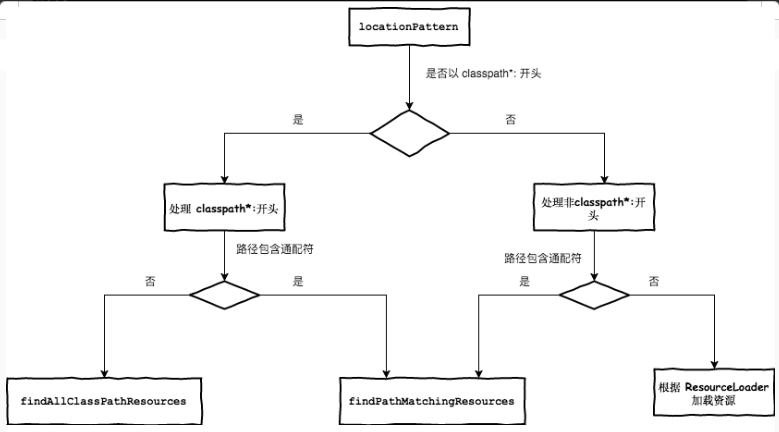 locationPattern
是否以 classpath*: 开头
是
否
处理 classpath*:开头
处理非classpath*:开
头
路径包含通配符
路径包含通配符
否
是
是
否
findAllClassPathResources
findPathMatchingResources
根据 ResourceLoader
加载资源